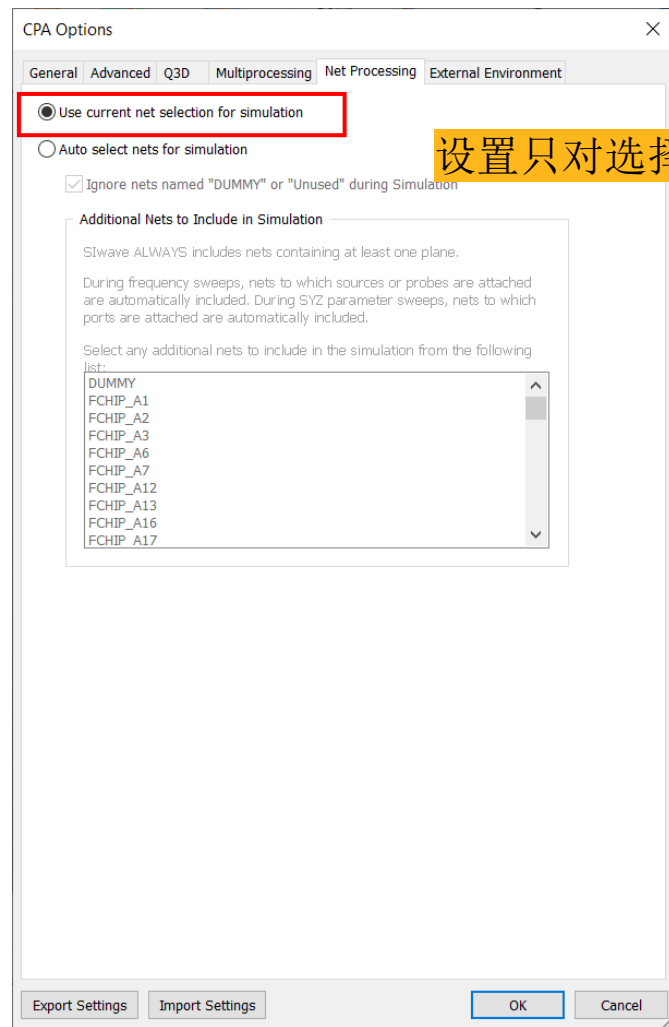 CPA Options
General Advanced Q3D Multiprocessing Net Processing External Environment
Use current net selection for simulation
设置只对选择
Auto select nets for simulation
Ignore nets named "DUMMY" or "Unused" during Simulation
Additional Nets to Include in Simulation
SIwave ALWAYS includes nets containing at least one plane.
During frequency sweeps, nets to which sources or probes are attached
are automatically included. During SYZ parameter sweeps, nets to which
ports are attached are automatically included.
Select any additional nets to include in the simulation from the following
list:
DUMMY
FCHIP_A1
FCHIP_A2
FCHIP_A3
FCHIP_A6
FCHIP_A7
FCHIP_A12
FCHIP_A13
FCHIP_A16
FCHIP_A17
Export Settings Import Settings OK Cancel